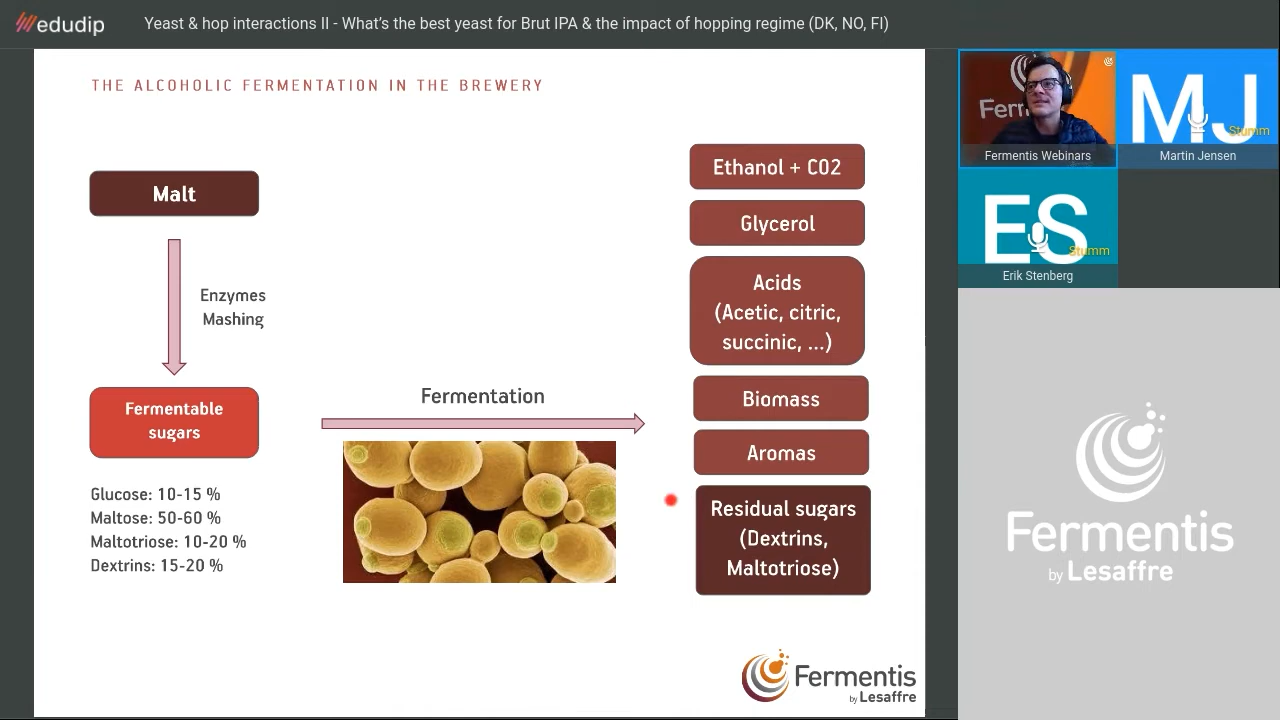 edudip
Yeast & hop interactions II - What's the best yeast for Brut IPA & the impact of hopping regime (DK, NO, FI)
THE ALCOHOLIC FERMENTATION IN THE BREWERY
Malt
Enzymes
Mashing
Fermentable
sugars
Glucose: 10-15 %
Maltose: 50-60 %
Maltotriose: 10-20 %
Dextrins: 15-20 %
Fermentation
Ethanol + CO2
Glycerol
Acids
(Acetic, citric,
succinic, ...)
Biomass
Aromas
Residual sugars
(Dextrins,
Maltotriose)
Fermentis
by Lesaffre
Ferm
Fermentis Webinars
MJ
Stumm
Martin Jensen
ES
Stumm
Erik Stenberg
Fermentis
by Lesaffre